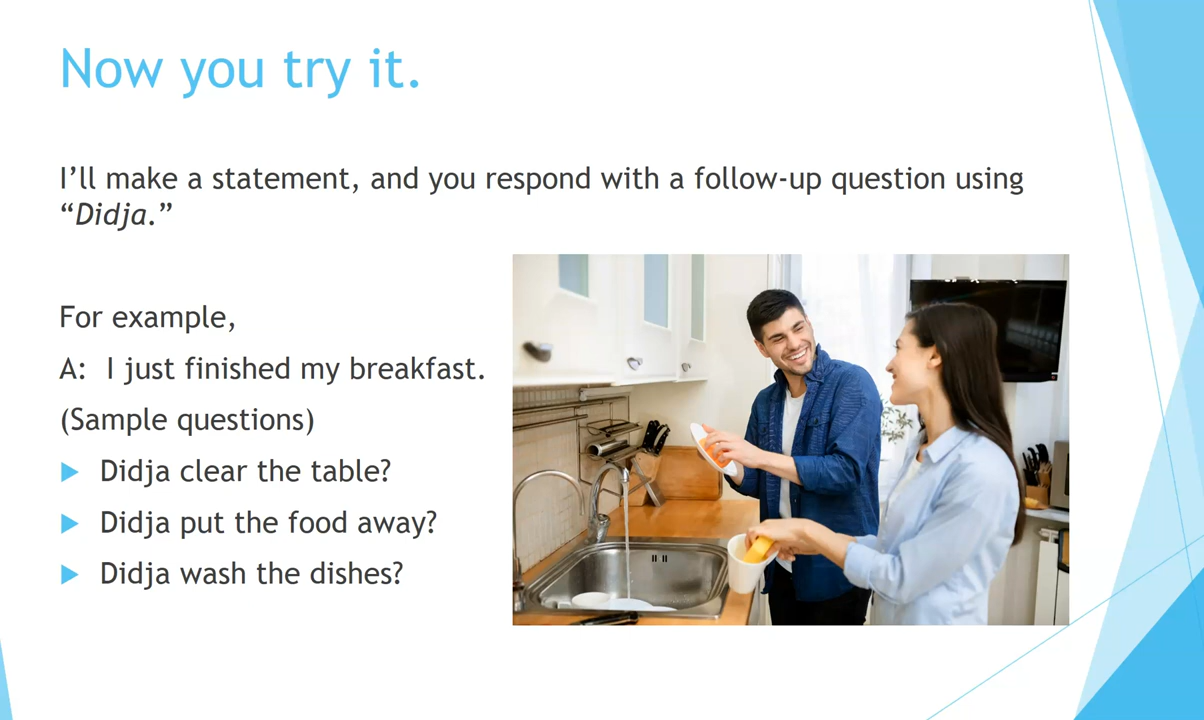 Now you try it.
I’ll make a statement, and you respond with a follow-up question using
“Didja.”
For example,
A:  I just finished my breakfast.
(Sample questions)
Didja clear the table?
Didja put the food away?
Didja wash the dishes?